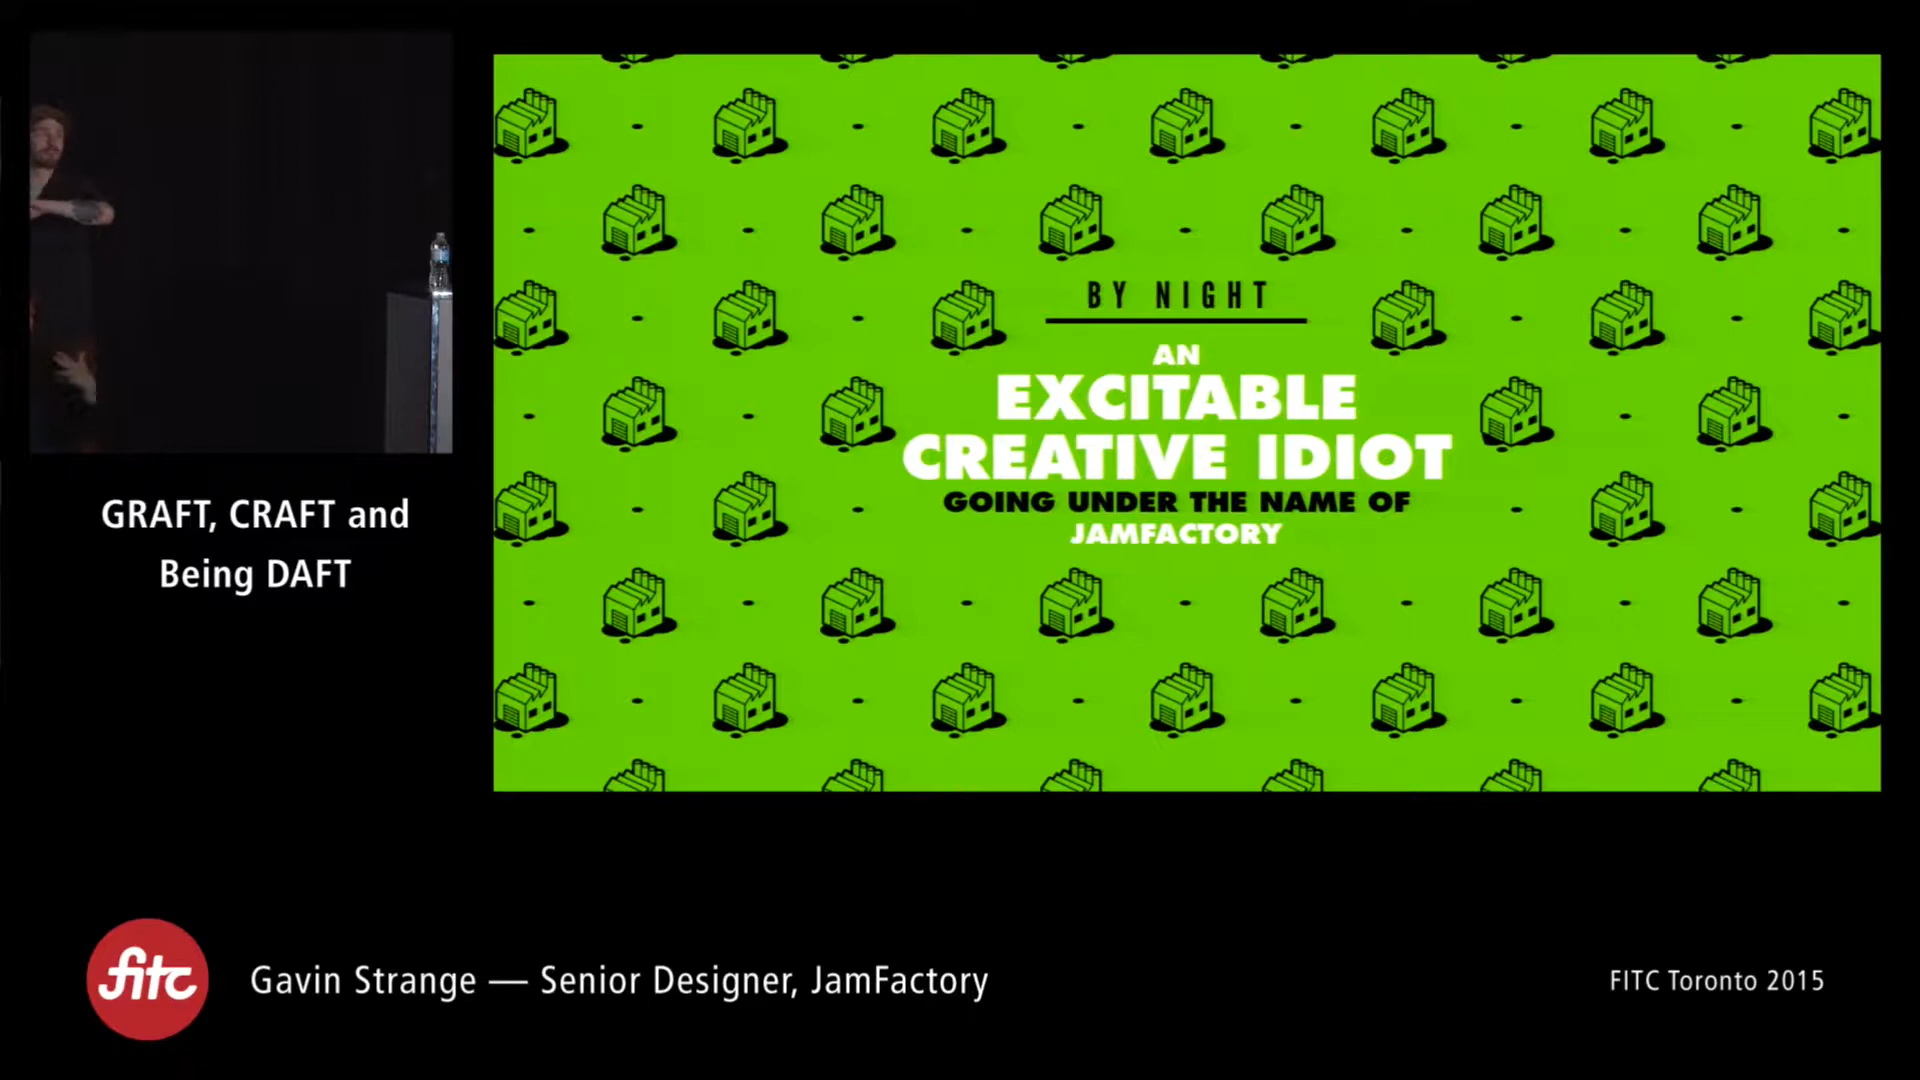 BY NIGHT
AN
EXCITABLE
CREATIVE IDIOT
GOING UNDER THE NAME OF
JAMFACTORY
GRAFT, CRAFT and
Being DAFT
fitc
Gavin Strange — Senior Designer, JamFactory
FITC Toronto 2015